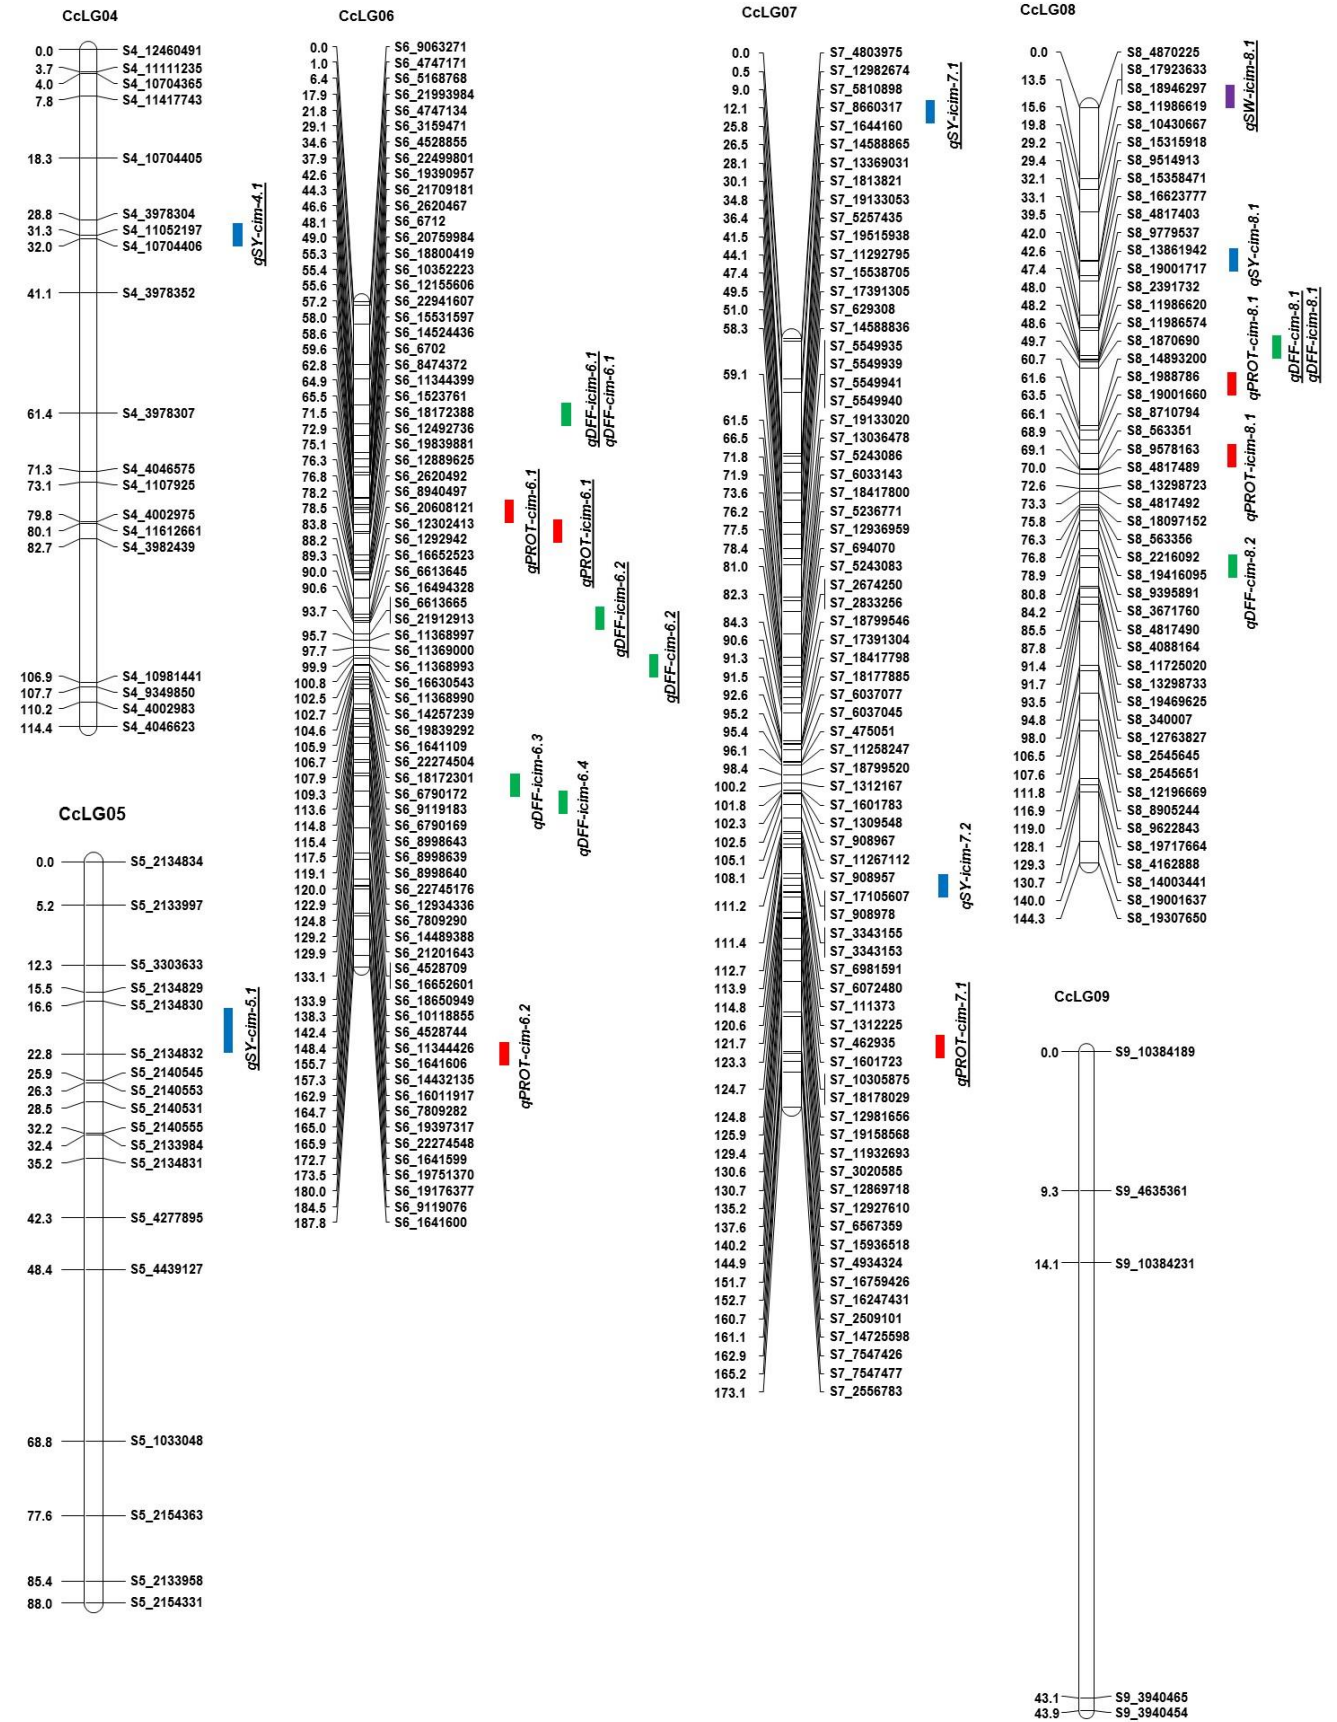 CcLG04
0.0 S4_12460491
3.7 S4_11111235
4.0 S4_10704365
7.8 S4_11417743
18.3 S4_10704405
28.8 S4_3978304
31.3 S4_11052197
32.0 S4_10704406
41.1 S4_3978352
61.4 S4_3978307
71.3 S4_4046575
73.1 S4_1107925
79.8 S4_4002975
80.1 S4_11612661
82.7 S4_3982439
106.9 S4_10981441
107.7 S4_9349850
110.2 S4_4002983
114.4 S4_4046623
qSY-cim-4.1
CcLG05
0.0 S5_2134834
5.2 S5_2133997
12.3 S5_3303633
15.5 S5_2134829
16.6 S5_2134830
22.8 S5_2134832
25.9 S5_2140545
26.3 S5_2140553
28.5 S5_2140531
32.2 S5_2140555
32.4 S5_2133984
35.2 S5_2134831
42.3 S5_4277895
48.4 S5_4439127
68.8 S5_1033048
77.6 S5_2154363
85.4 S5_2133958
88.0 S5_2154331
qSY-cim-5.1
CcLG06
0.0 S6_9063271
1.0 S6_4747171
6.4 S6_5168768
17.9 S6_21993984
21.8 S6_4747134
29.1 S6_3159471
34.6 S6_4528855
37.9 S6_22499801
42.6 S6_19390957
44.3 S6_21709181
46.6 S6_2620467
48.1 S6_6712
49.0 S6_20759984
55.3 S6_18800419
55.4 S6_10352223
55.6 S6_12155606
57.2 S6_22941607
58.0 S6_15531597
58.6 S6_14524436
59.6 S6_6702
62.8 S6_8474372
64.9 S6_11344399
65.5 S6_1523761
71.5 S6_18172388
72.9 S6_12492736
75.1 S6_19839881
76.3 S6_12889625
76.8 S6_2620492
78.2 S6_8940497
78.5 S6_20608121
83.8 S6_12302413
88.2 S6_1292942
89.3 S6_16652523
90.0 S6_6613645
90.6 S6_16494328
93.7 S6_6613665
S6_21912913
95.7 S6_11368997
97.7 S6_11369000
99.9 S6_11368993
100.8 S6_16630543
102.5 S6_11368990
102.7 S6_14257239
104.6 S6_19839292
105.9 S6_1641109
106.7 S6_22274504
107.9 S6_18172301
109.3 S6_6790172
113.6 S6_9119183
114.8 S6_6790169
115.4 S6_8998643
117.5 S6_8998639
119.1 S6_8998640
120.0 S6_22745176
122.9 S6_12934336
124.8 S6_7809290
129.2 S6_14489388
129.9 S6_21201643
133.1 S6_4528709
S6_16652601
133.9 S6_18650949
138.3 S6_10118855
142.4 S6_4528744
148.4 S6_11344426
155.7 S6_1641606
157.3 S6_14432135
162.9 S6_16011917
164.7 S6_7809282
165.0 S6_19397317
165.9 S6_22274548
172.7 S6_1641599
173.5 S6_19751370
180.0 S6_19176377
184.5 S6_9119076
187.8 S6_1641600
qDFF-icim-6.1
qDFF-cim-6.1
qPROT-cim-6.1
qPROT-icim-6.1
qDFF-icim-6.2
qDFF-cim-6.2
qDFF-icim-6.3
qDFF-icim-6.4
qPROT-cim-6.2
CcLG07
0.0 S7_4803975
0.5 S7_12982674
9.0 S7_5810898
12.1 S7_8660317
25.8 S7_1644160
26.5 S7_14588865
28.1 S7_13369031
30.1 S7_1813821
34.8 S7_19133053
36.4 S7_5257435
41.5 S7_19515938
44.1 S7_11292795
47.4 S7_15538705
49.5 S7_17391305
51.0 S7_629308
58.3 S7_14588836
S7_5549935
S7_5549939
59.1 S7_5549941
S7_5549940
61.5 S7_19133020
66.5 S7_13036478
71.8 S7_5243086
71.9 S7_6033143
73.6 S7_18417800
76.2 S7_5236771
77.5 S7_12936959
78.4 S7_694070
81.0 S7_5243083
82.3 S7_2674250
S7_2833256
84.3 S7_18799546
90.6 S7_17391304
91.3 S7_18417798
91.5 S7_18177885
92.6 S7_6037077
95.2 S7_6037045
95.4 S7_475051
96.1 S7_11258247
98.4 S7_18799520
100.2 S7_1312167
101.8 S7_1601783
102.3 S7_1309548
102.5 S7_908967
105.1 S7_11267112
108.1 S7_908957
111.2 S7_17105607
S7_908978
111.4 S7_3343155
S7_3343153
112.7 S7_6981591
113.9 S7_6072480
114.8 S7_111373
120.6 S7_1312225
121.7 S7_462935
123.3 S7_1601723
124.7 S7_10305875
S7_18178029
124.8 S7_12981656
125.9 S7_19158568
129.4 S7_11932693
130.6 S7_3020585
130.7 S7_12869718
135.2 S7_12927610
137.6 S7_6567359
140.2 S7_15936518
144.9 S7_4934324
151.7 S7_16759426
152.7 S7_16247431
160.7 S7_2509101
161.1 S7_14725598
162.9 S7_7547426
165.2 S7_7547477
173.1 S7_2556783
qSY-icim-7.1
qSY-icim-7.2
qPROT-cim-7.1
CcLG08
0.0 S8_4870225
13.5 S8_17923633
S8_18946297
15.6 S8_11986619
19.8 S8_10430667
29.2 S8_15315918
29.4 S8_9514913
32.1 S8_15358471
33.1 S8_16623777
39.5 S8_4817403
42.0 S8_9779537
42.6 S8_13861942
47.4 S8_19001717
48.0 S8_2391732
48.2 S8_11986620
48.6 S8_11986574
49.7 S8_1870690
60.7 S8_14893200
61.6 S8_1988786
63.5 S8_19001660
66.1 S8_8710794
68.9 S8_563351
69.1 S8_9578163
70.0 S8_4817489
72.6 S8_13298723
73.3 S8_4817492
75.8 S8_18097152
76.3 S8_563356
76.8 S8_2216092
78.9 S8_19416095
80.8 S8_9395891
84.2 S8_3671760
85.5 S8_4817490
87.8 S8_4088164
91.4 S8_11725020
91.7 S8_13298733
93.5 S8_19469625
94.8 S8_340007
98.0 S8_12763827
106.5 S8_2545645
107.6 S8_2545651
111.8 S8_12196669
116.9 S8_8905244
119.0 S8_9622843
128.1 S8_19717664
129.3 S8_4162888
130.7 S8_14003441
140.0 S8_19001637
144.3 S8_19307650
qSW-icim-8.1
qSY-cim-8.1
qDFF-cim-8.1
qDFF-icim-8.1
qPROT-cim-8.1
qPROT-icim-8.1
qDFF-cim-8.2
CcLG09
0.0 S9_10384189
9.3 S9_4635361
14.1 S9_10384231
43.1 S9_3940465
43.9 S9_3940454